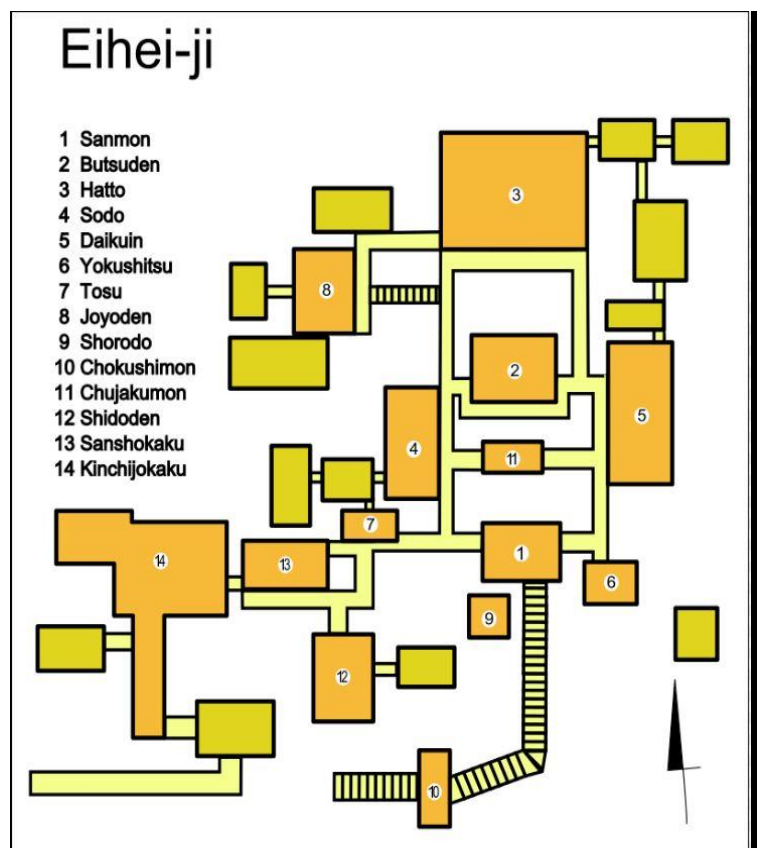 Eihei-ji
1 Sanmon
2 Butsuden
3 Hatto
4 Sodo
5 Daikuin
6 Yokushitsu
7 Tosu
8 Joyoden
9 Shorodo
10 Chokushimon
11 Chujakumon
12 Shidoden
13 Sanshokaku
14 Kinchijokaku
3
8
2
5
4
11
7
1
14
13
6
9
12
10